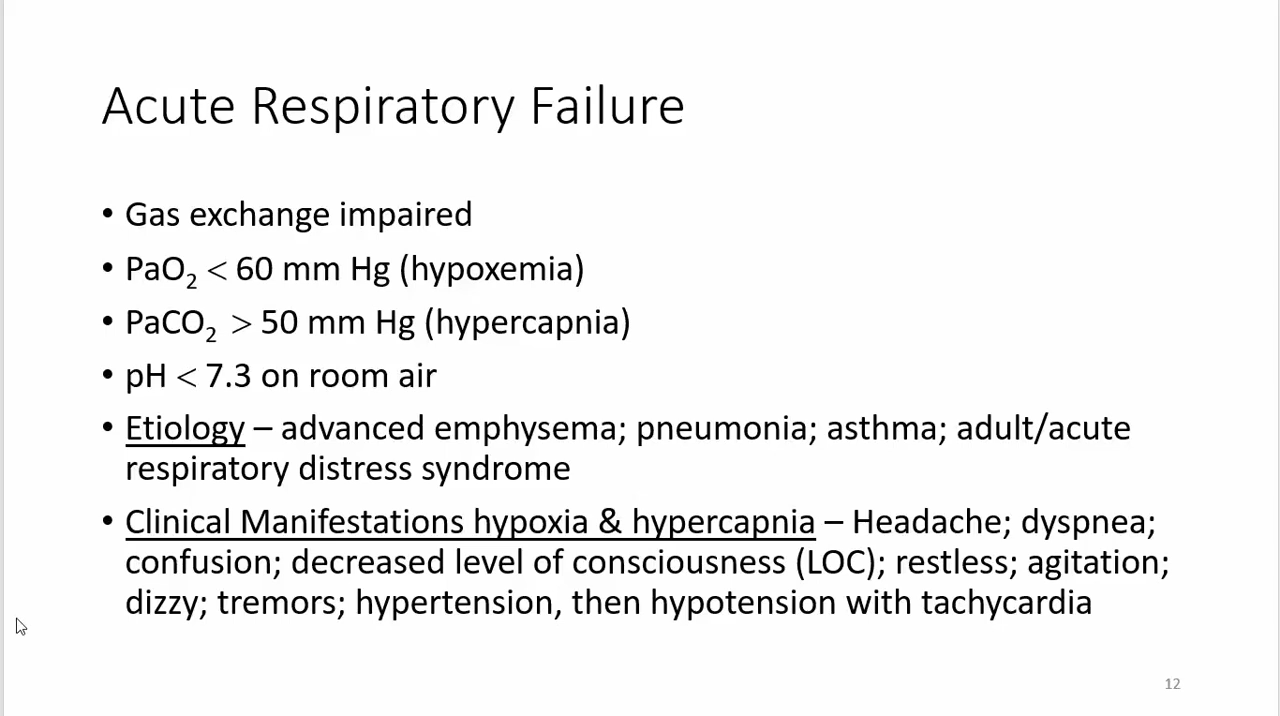 Acute Respiratory Failure
• Gas exchange impaired
• PaO₂ < 60 mm Hg (hypoxemia)
• PaCO₂ > 50 mm Hg (hypercapnia)
• pH < 7.3 on room air
• Etiology – advanced emphysema; pneumonia; asthma; adult/acute
respiratory distress syndrome
• Clinical Manifestations hypoxia & hypercapnia – Headache; dyspnea;
confusion; decreased level of consciousness (LOC); restless; agitation;
dizzy; tremors; hypertension, then hypotension with tachycardia
12